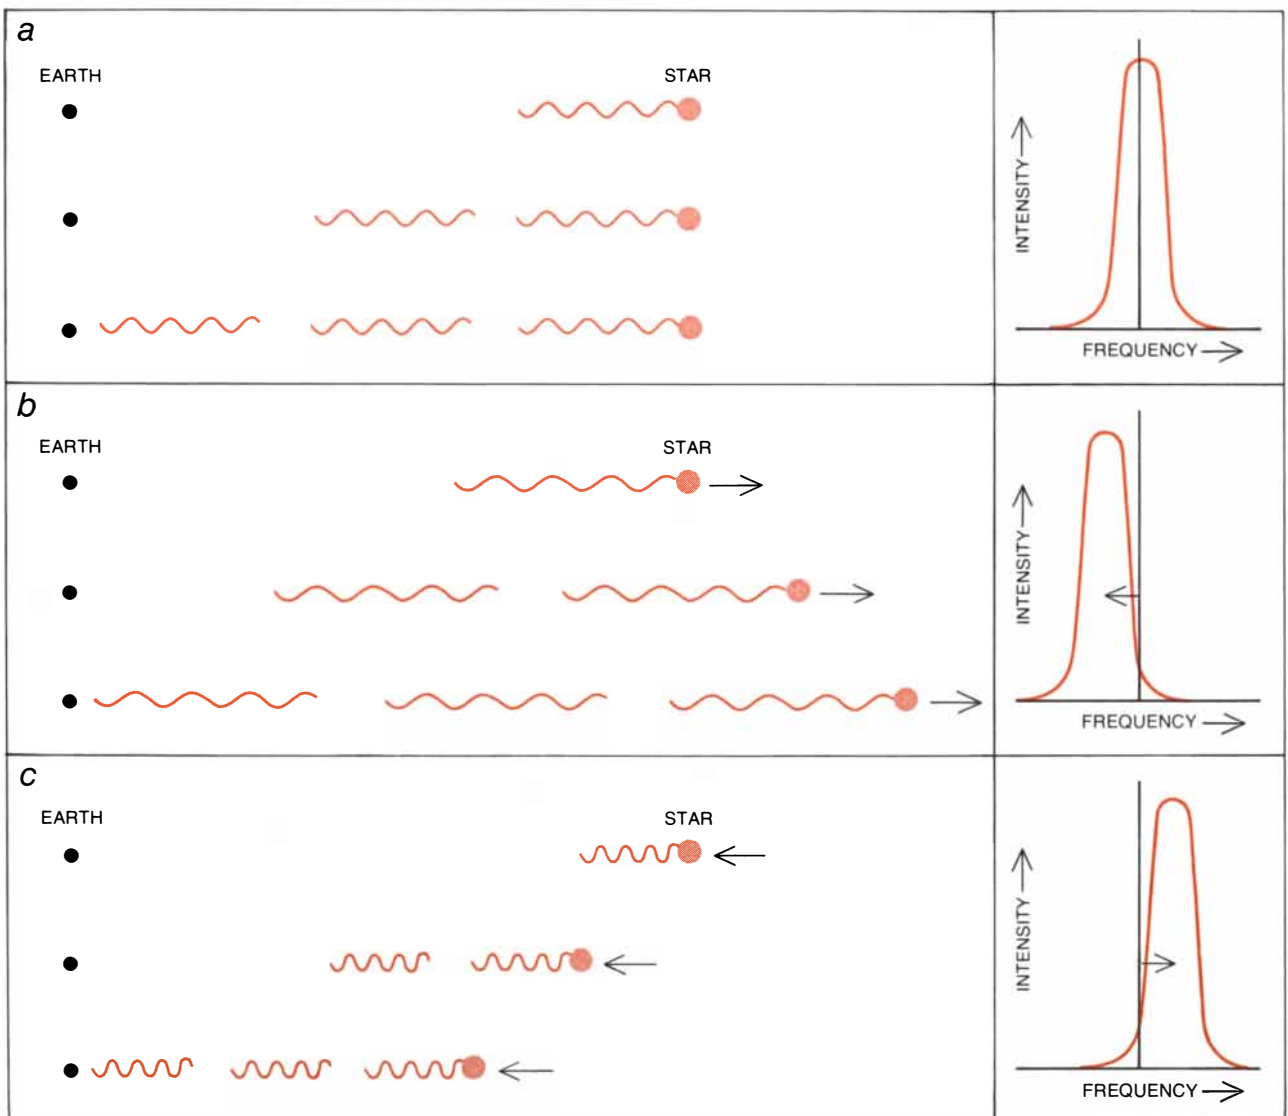 a
EARTH STAR
INTENSITY
FREQUENCY
b
EARTH STAR
INTENSITY
FREQUENCY
c
EARTH STAR
INTENSITY
FREQUENCY